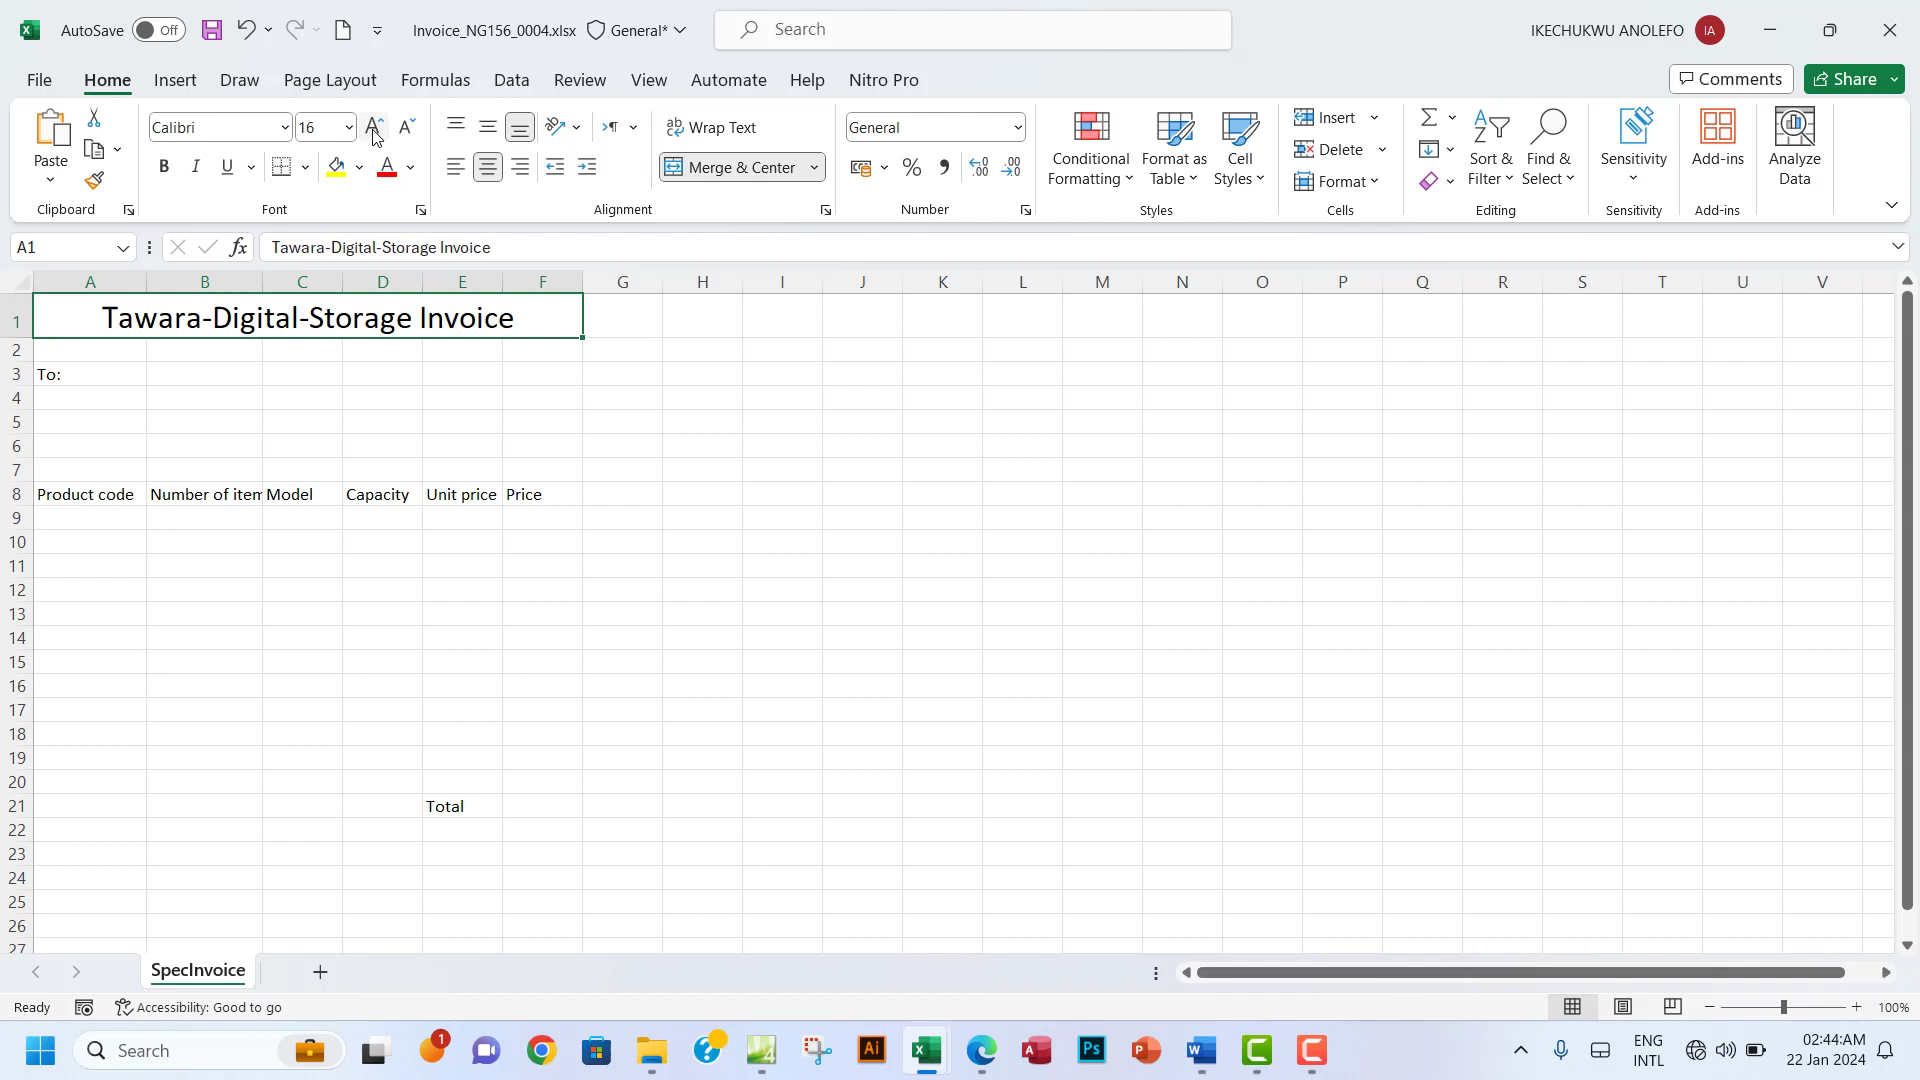 AutoSave Off Invoice_NG156_0004.xlsx General* Search IKECHUKWU ANOLEFO IA
File Home Insert Draw Page Layout Formulas Data Review View Automate Help Nitro Pro Comments Share
Calibri 16 Wrap Text General Insert
Paste Merge & Center Conditional Formatting Format as Table Cell Styles Delete Sort & Filter Find & Select Sensitivity Add-ins Analyze Data
Format
Clipboard Font Alignment Number Styles Cells Editing Sensitivity Add-ins
A1 fx Tawara-Digital-Storage Invoice
A B C D E F G H I J K L M N O P Q R S T U V
1 Tawara-Digital-Storage Invoice
2
3 To:
4
5
6
7
8 Product code Number of item Model Capacity Unit price Price
9
10
11
12
13
14
15
16
17
18
19
20
21 Total
22
23
24
25
26
27
SpecInvoice
Ready Accessibility: Good to go 100%
Search 1 ENG INTL 02:44:AM 22 Jan 2024